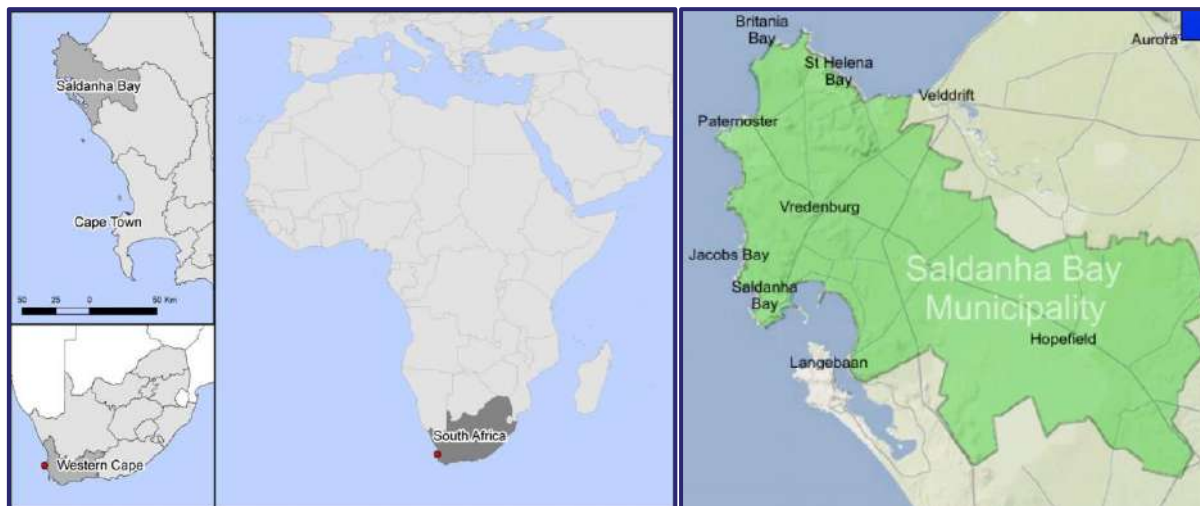 Saldanha Bay
Cape Town
50 25 0 50 Km
Western Cape
South Africa
Britania
Bay
St Helena
Bay
Aurora
Velddrift
Paternoster
Vredenburg
Jacobs Bay
Saldanha
Bay
Saldanha Bay
Municipality
Hopefield
Langebaan